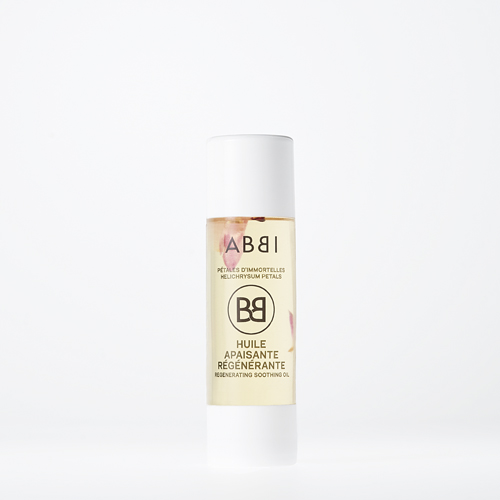 ABBI
PÉTALES D'IMMORTELLES
HELICHRYSUM PETALS
BB
HUILE
APAISANTE
RÉGÉNÉRANTE
REGENERATING SOOTHING OIL